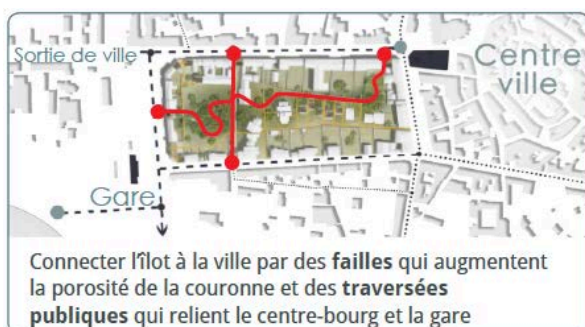 Sortie de ville
Centre
ville
Gare
Connecter l'îlot à la ville par des failles qui augmentent
la porosité de la couronne et des traversées
publiques qui relient le centre-bourg et la gare